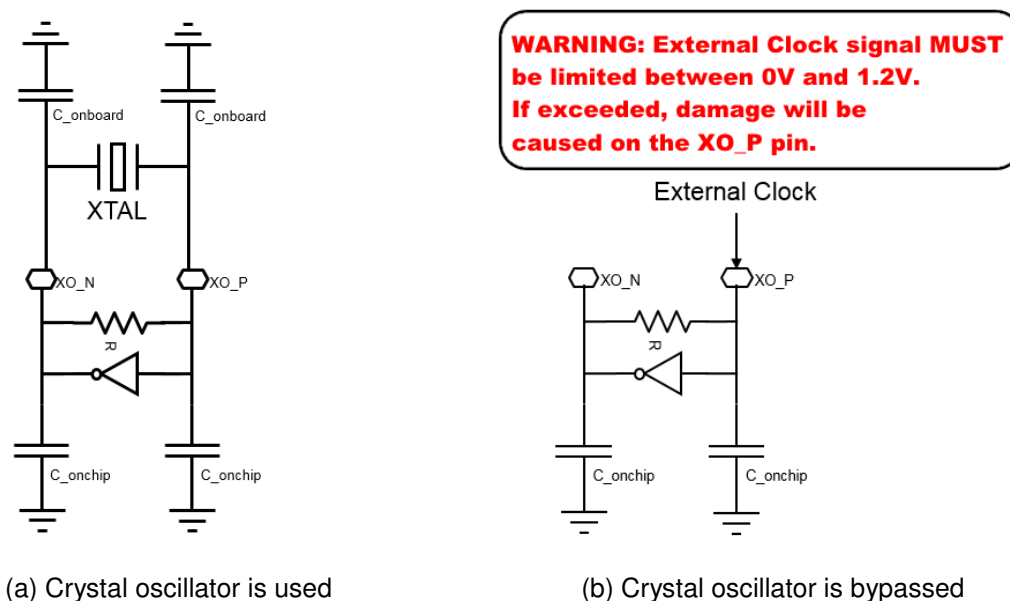 C_onboard
C_onboard
XTAL
XO_N
XO_P
R
C_onchip
C_onchip
(a) Crystal oscillator is used
WARNING: External Clock signal MUST
be limited between 0V and 1.2V.
If exceeded, damage will be
caused on the XO_P pin.
External Clock
XO_N
XO_P
R
C_onchip
C_onchip
(b) Crystal oscillator is bypassed